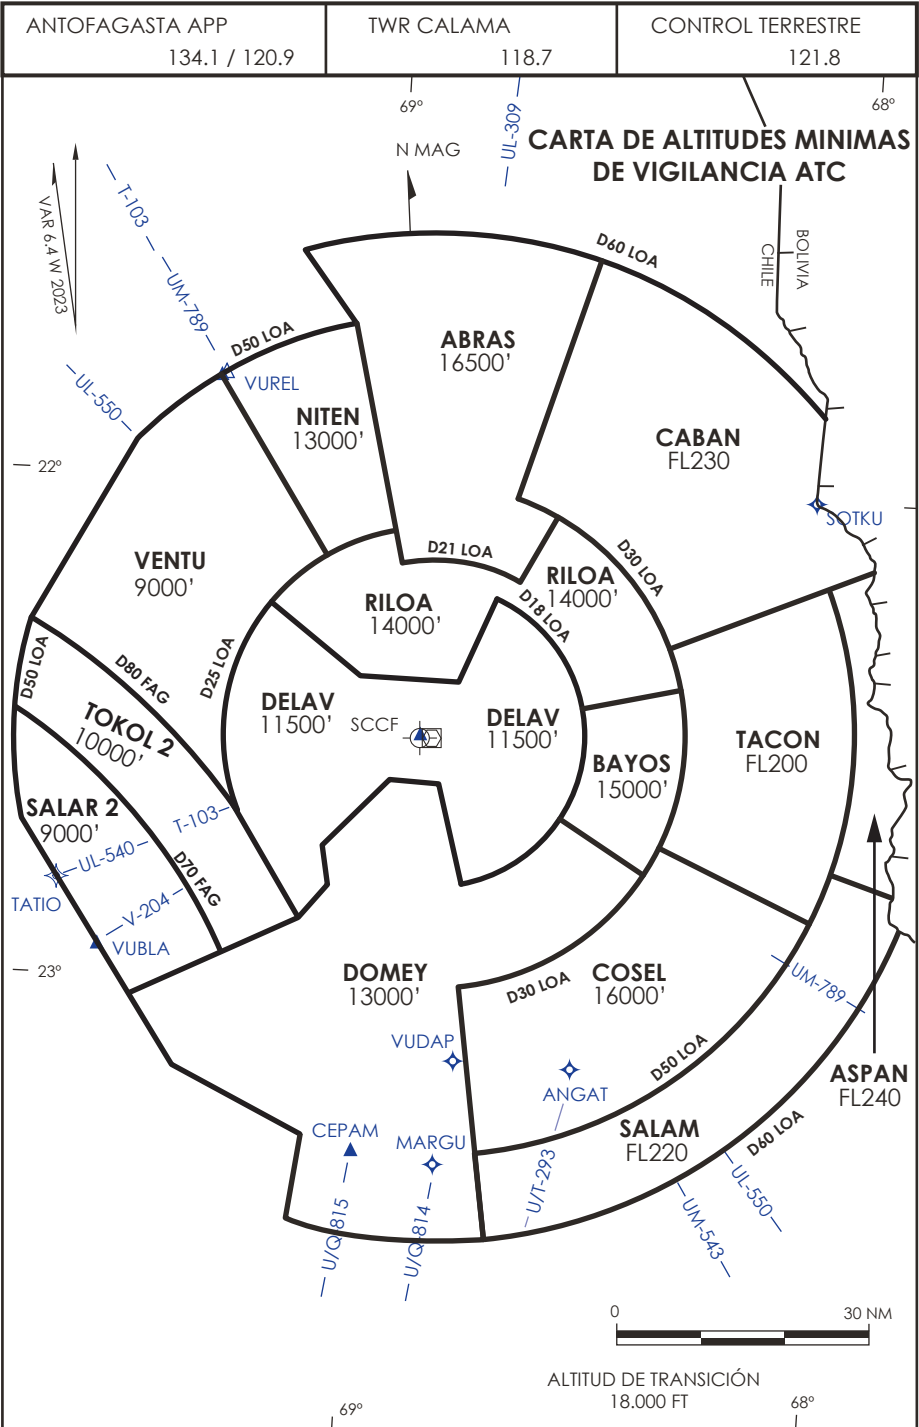 ANTOFAGASTA APP
134.1 / 120.9
TWR CALAMA
118.7
CONTROL TERRESTRE
121.8
69º
68º
UL-309
CARTA DE ALTITUDES MINIMAS
DE VIGILANCIA ATC
N MAG
VAR 6.4 W 2023
T-103
UM-789
BOLIVIA
CHILE
D60 LOA
D50 LOA
ABRAS
16500'
VUREL
UL-550
NITEN
13000'
CABAN
FL230
22º
SOTKU
D21 LOA
D30 LOA
VENTU
9000'
RILOA
14000'
RILOA
14000'
D18 LOA
D50 LOA
D80 FAG
D25 LOA
DELAV
11500'
SCCF
DELAV
11500'
TOKOL 2
10000'
TACON
FL200
BAYOS
15000'
SALAR 2
9000'
T-103
UL-540
D70 FAG
TATIO
V-204
VUBLA
23º
DOMEY
13000'
D30 LOA
COSEL
16000'
UM-789
VUDAP
ANGAT
D50 LOA
ASPAN
FL240
CEPAM
MARGU
SALAM
FL220
D60 LOA
U/T-293
UL-550
U/Q-815
U/Q-814
UM-543
0
30 NM
ALTITUD DE TRANSICIÓN
18.000 FT
69º
68º